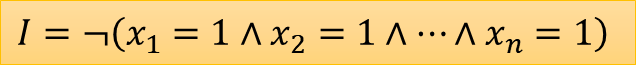 I = ¬(x₁ = 1 ∧ x₂ = 1 ∧ ⋯ ∧ xₙ = 1)